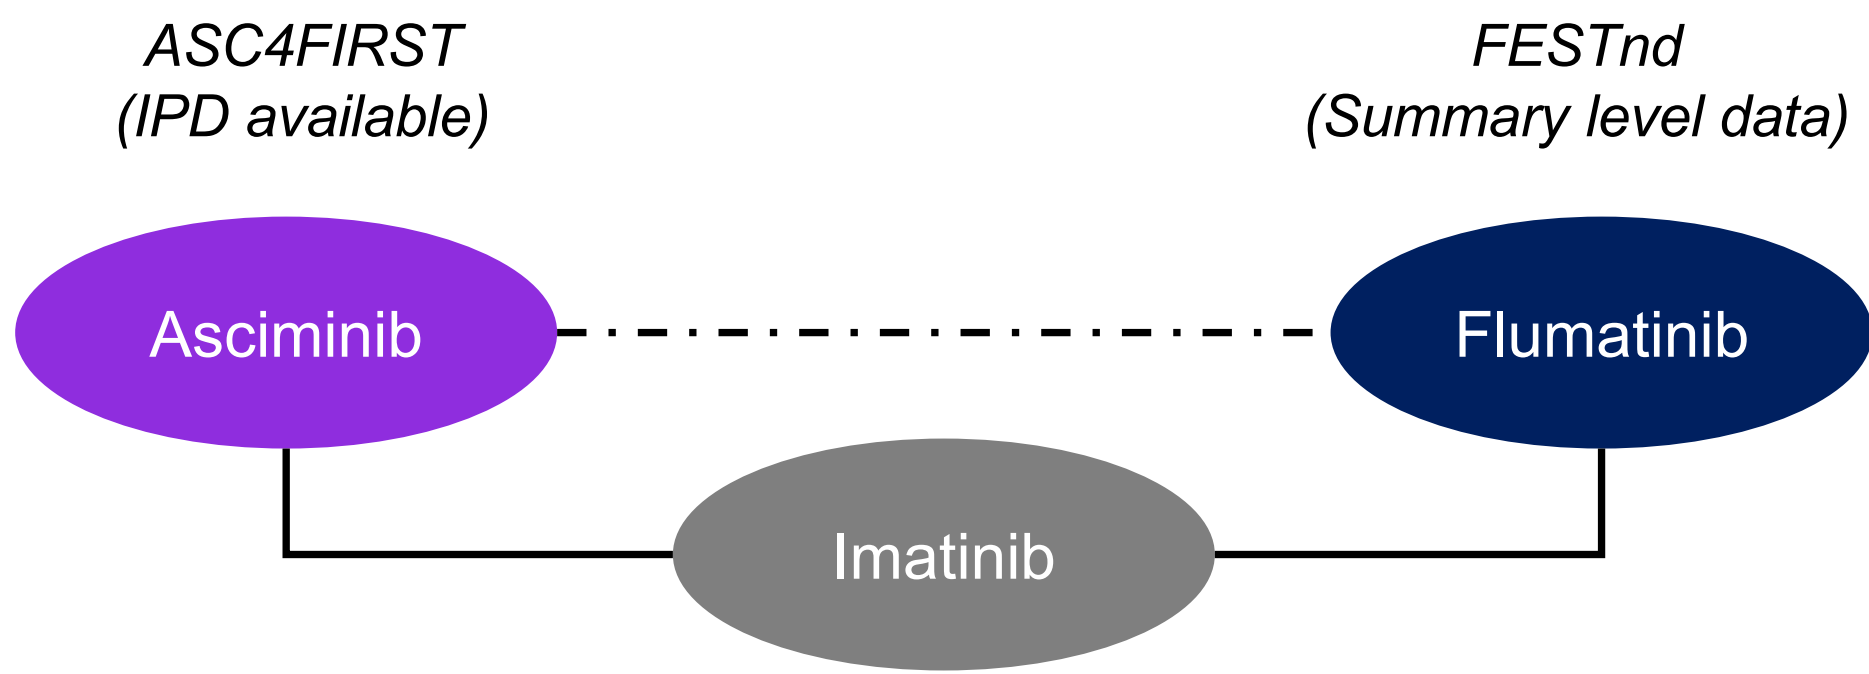 ASC4FIRST
(IPD available)
FESTnd
(Summary level data)
Asciminib
Flumatinib
Imatinib